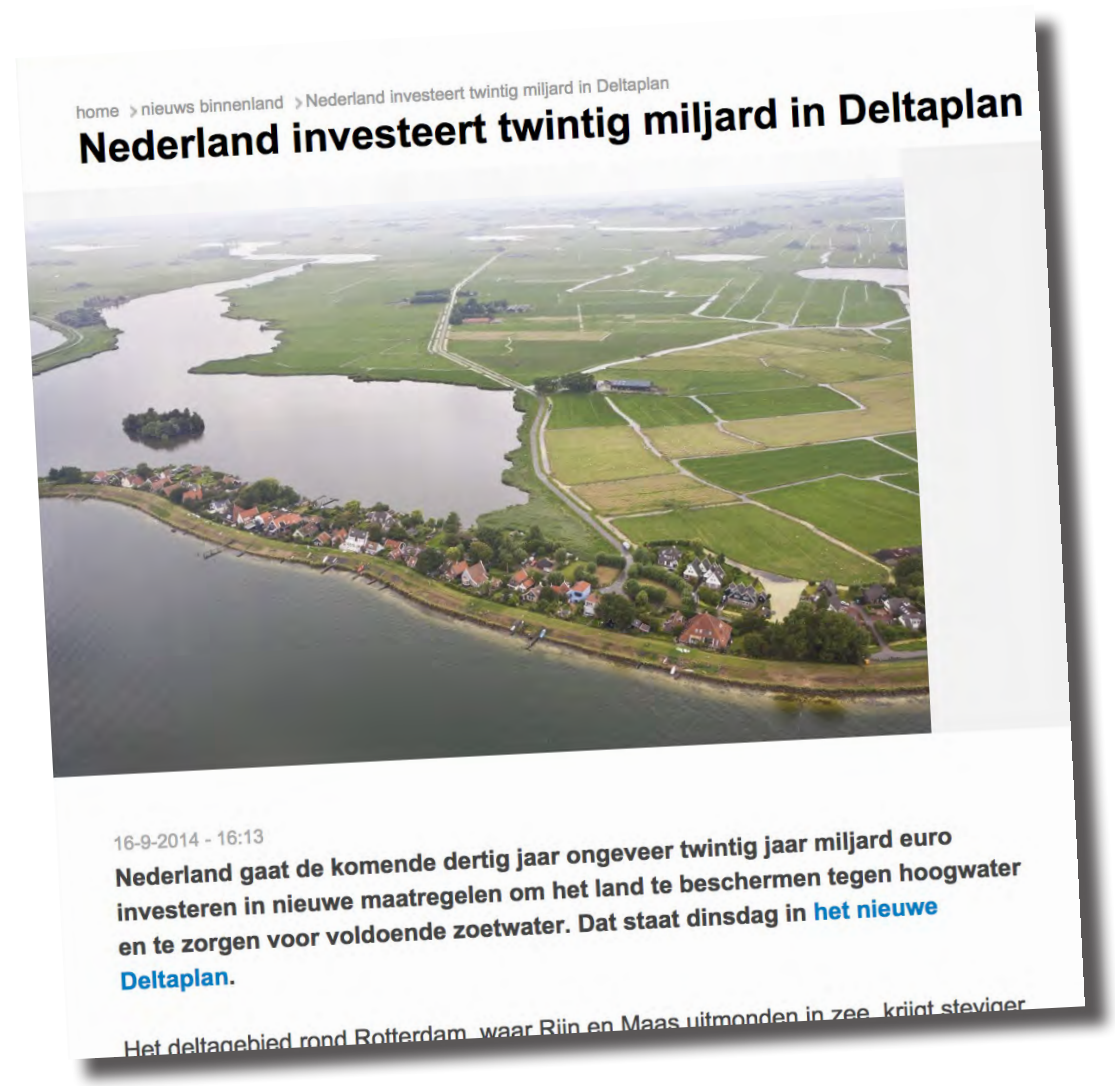 home > nieuws binnenland > Nederland investeert twintig miljard in Deltaplan
Nederland investeert twintig miljard in Deltaplan
16-9-2014 - 16:13
Nederland gaat de komende dertig jaar ongeveer twintig jaar miljard euro
investeren in nieuwe maatregelen om het land te beschermen tegen hoogwater
en te zorgen voor voldoende zoetwater. Dat staat dinsdag in het nieuwe
Deltaplan.
Het deltagebied rond Rotterdam, waar Rijn en Maas uitmonden in zee, krijgt steviger